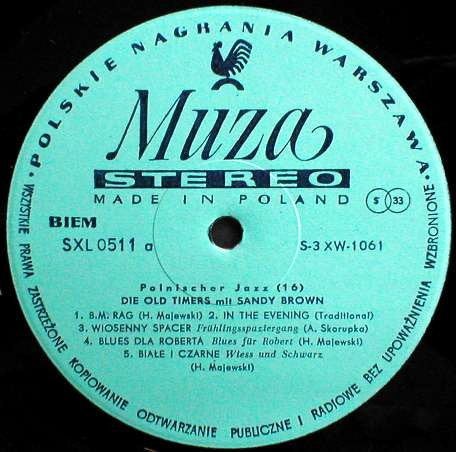 • POLSKIE NAGRANIA WARSZAWA •
Muza
STEREO
MADE IN POLAND
S 33
BIEM
SXL 0511 a
S-3 XW-1061
Polnischer Jazz (16)
DIE OLD TIMERS mit SANDY BROWN
1. B.M. RAG (H. Majewski) 2. IN THE EVENING (Traditional)
3. WIOSENNY SPACER Frühlingsspaziergang (A. Skorupka)
4. BLUES DLA ROBERTA Blues für Robert (H. Majewski)
5. BIAŁE I CZARNE Wiess und Schwarz
(H. Majewski)
WSZYSTKIE PRAWA ZASTRZEŻONE KOPIOWANIE ODTWARZANIE PUBLICZNE I RADIOWE BEZ UPOWAŻNIENIA WZBRONIONE